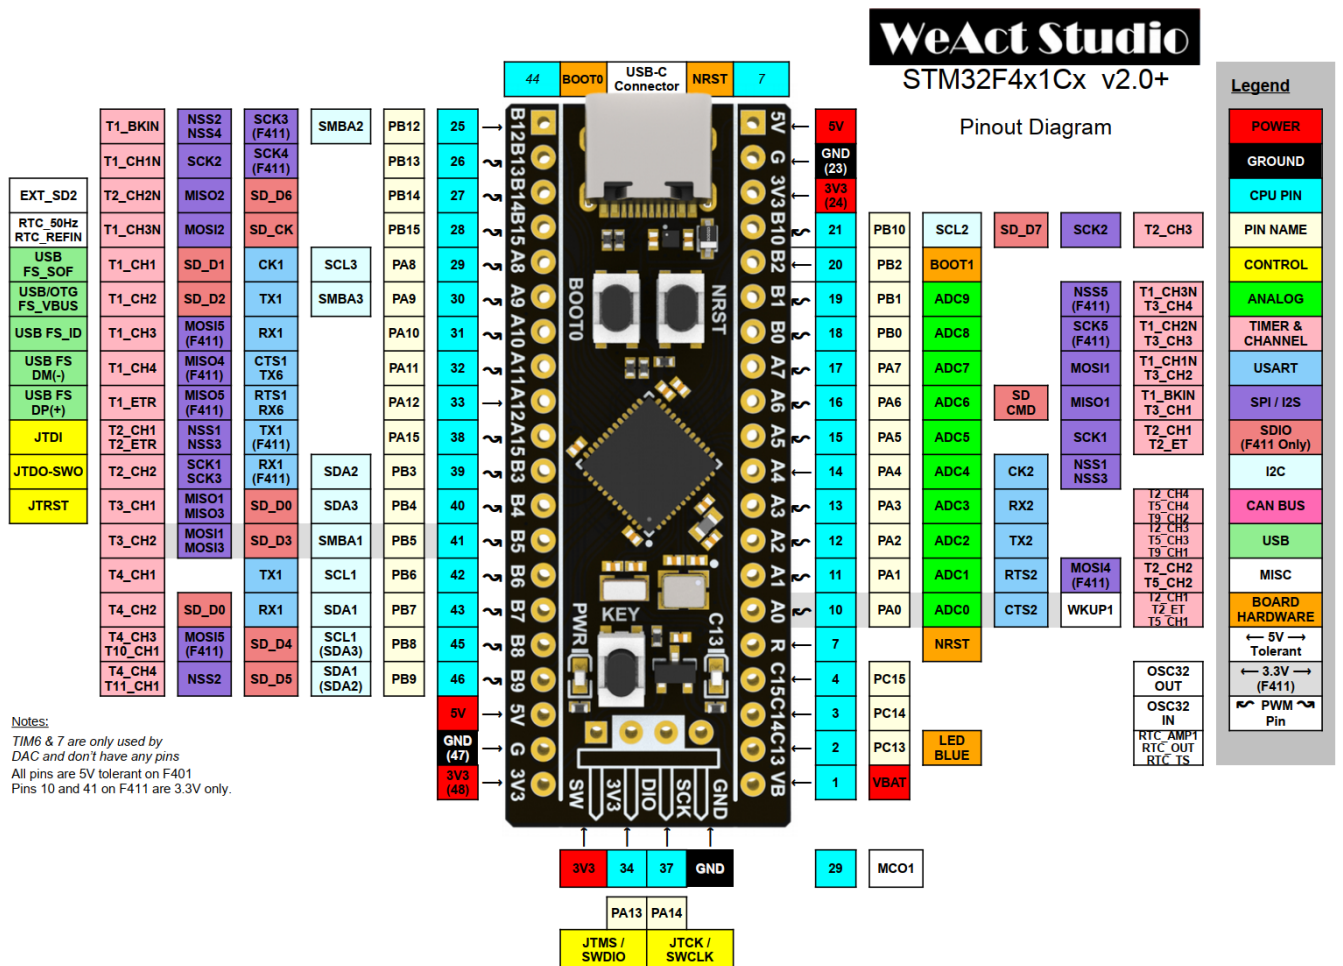 WeAct Studio
STM32F4x1Cx v2.0+
Pinout Diagram
44 BOOT0 USB-C Connector NRST 7
T1_BKIN NSS2 NSS4 SCK3 (F411) SMBA2 PB12 25 B12
T1_CH1N SCK2 SCK4 (F411) PB13 26 B13
EXT_SD2 T2_CH2N MISO2 SD_D6 PB14 27 B14
RTC_50Hz RTC_REFIN T1_CH3N MOSI2 SD_CK PB15 28 B15
USB FS_SOF T1_CH1 SD_D1 CK1 SCL3 PA8 29 A8
USB/OTG FS_VBUS T1_CH2 SD_D2 TX1 SMBA3 PA9 30 A9
USB FS_ID T1_CH3 MOSI5 (F411) RX1 PA10 31 A10
USB FS DM(-) T1_CH4 MISO4 (F411) CTS1 TX6 PA11 32 A11
USB FS DP(+) T1_ETR MISO5 (F411) RTS1 RX6 PA12 33 A12
JTDI T2_CH1 T2_ETR NSS1 NSS3 TX1 (F411) PA15 38 A15
JTDO-SWO T2_CH2 SCK1 SCK3 RX1 (F411) SDA2 PB3 39 B3
JTRST T3_CH1 MISO1 MISO3 SD_D0 SDA3 PB4 40 B4
T3_CH2 MOSI1 MOSI3 SD_D3 SMBA1 PB5 41 B5
T4_CH1 TX1 SCL1 PB6 42 B6
T4_CH2 SD_D0 RX1 SDA1 PB7 43 B7
T4_CH3 T10_CH1 MOSI5 (F411) SD_D4 SCL1 (SDA3) PB8 45 B8
T4_CH4 T11_CH1 NSS2 SD_D5 SDA1 (SDA2) PB9 46 B9
5V 5V
GND (47) G
3V3 (48) 3V3
BOOT0 NRST
PWR KEY C13
SW 3V3 DIO SCK GND
5V 5V
G GND (23)
3V3 3V3 (24)
B10 21 PB10 SCL2 SD_D7 SCK2 T2_CH3
B2 20 PB2 BOOT1
B1 19 PB1 ADC9 NSS5 (F411) T1_CH3N T3_CH4
B0 18 PB0 ADC8 SCK5 (F411) T1_CH2N T3_CH3
A7 17 PA7 ADC7 MOSI1 T1_CH1N T3_CH2
A6 16 PA6 ADC6 SD CMD MISO1 T1_BKIN T3_CH1
A5 15 PA5 ADC5 SCK1 T2_CH1 T2_ET
A4 14 PA4 ADC4 CK2 NSS1 NSS3
A3 13 PA3 ADC3 RX2 T2_CH4 T5_CH4 T9_CH2
A2 12 PA2 ADC2 TX2 T2_CH3 T5_CH3 T9_CH1
A1 11 PA1 ADC1 RTS2 MOSI4 (F411) T2_CH2 T5_CH2
A0 10 PA0 ADC0 CTS2 WKUP1 T2_CH1 T2_ET T5_CH1
R 7 NRST
C15 4 PC15 OSC32 OUT
C14 3 PC14 OSC32 IN
C13 2 PC13 LED BLUE RTC_AMP1 RTC_OUT RTC_TS
VB 1 VBAT
3V3 34 37 GND 29 MCO1
PA13 PA14
JTMS / SWDIO JTCK / SWCLK
Legend
POWER
GROUND
CPU PIN
PIN NAME
CONTROL
ANALOG
TIMER & CHANNEL
USART
SPI / I2S
SDIO (F411 Only)
I2C
CAN BUS
USB
MISC
BOARD HARDWARE
← 5V → Tolerant
← 3.3V → (F411)
PWM Pin
Notes:
TIM6 & 7 are only used by
DAC and don't have any pins
All pins are 5V tolerant on F401
Pins 10 and 41 on F411 are 3.3V only.